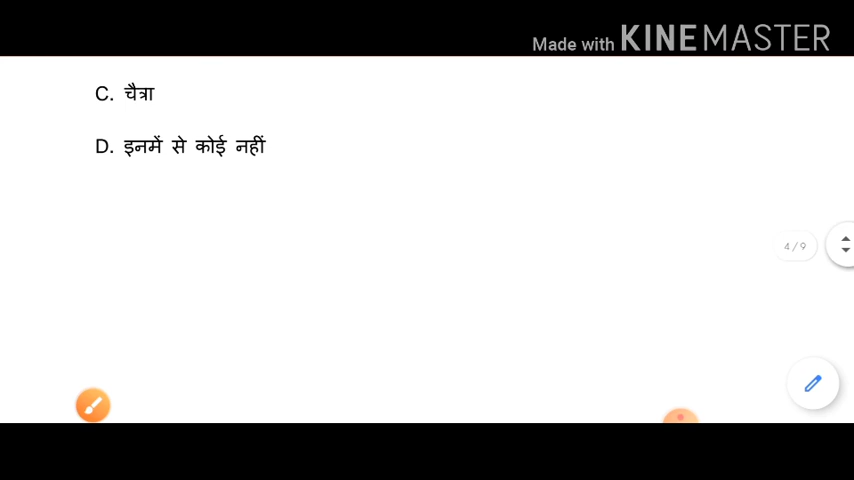 Made with KINEMASTER
C. चैत्रा
D. इनमें से कोई नहीं
4/9